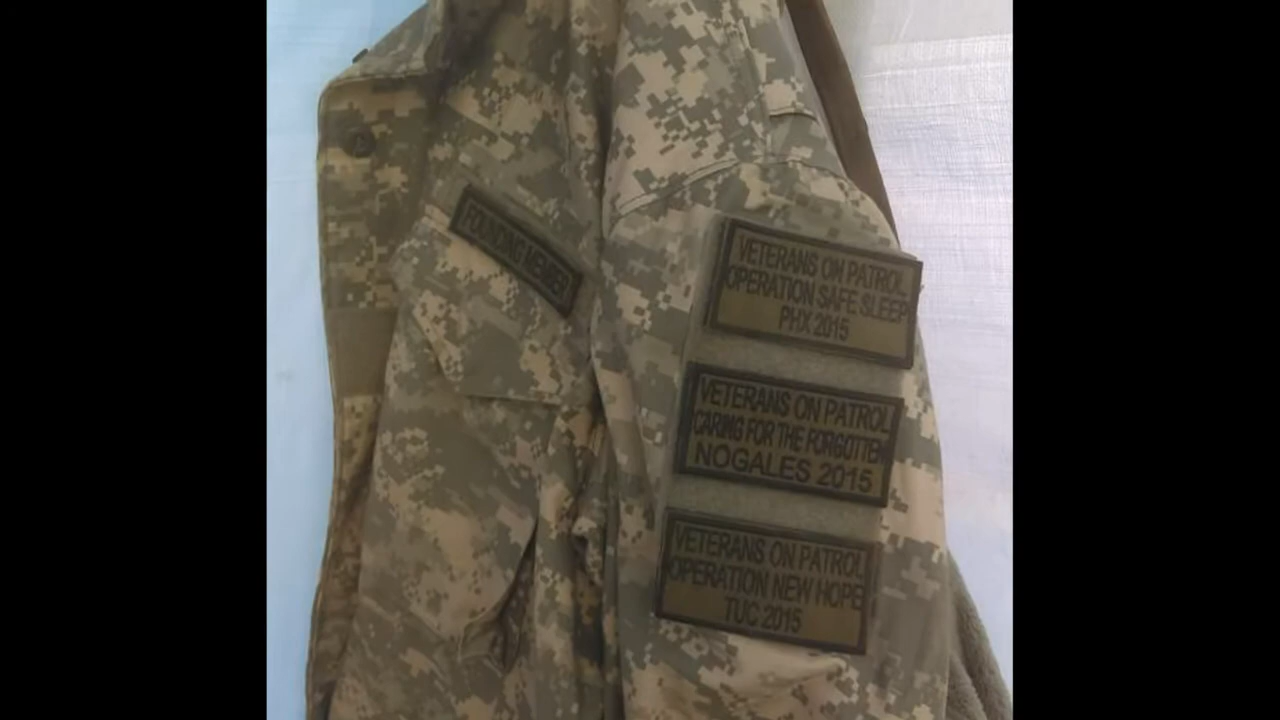 FOUNDING MEMBER
VETERANS ON PATROL
OPERATION SAFE SLEEP
PHX 2015
VETERANS ON PATROL
CARING FOR THE FORGOTTEN
NOGALES 2015
VETERANS ON PATROL
OPERATION NEW HOPE
TUC 2015